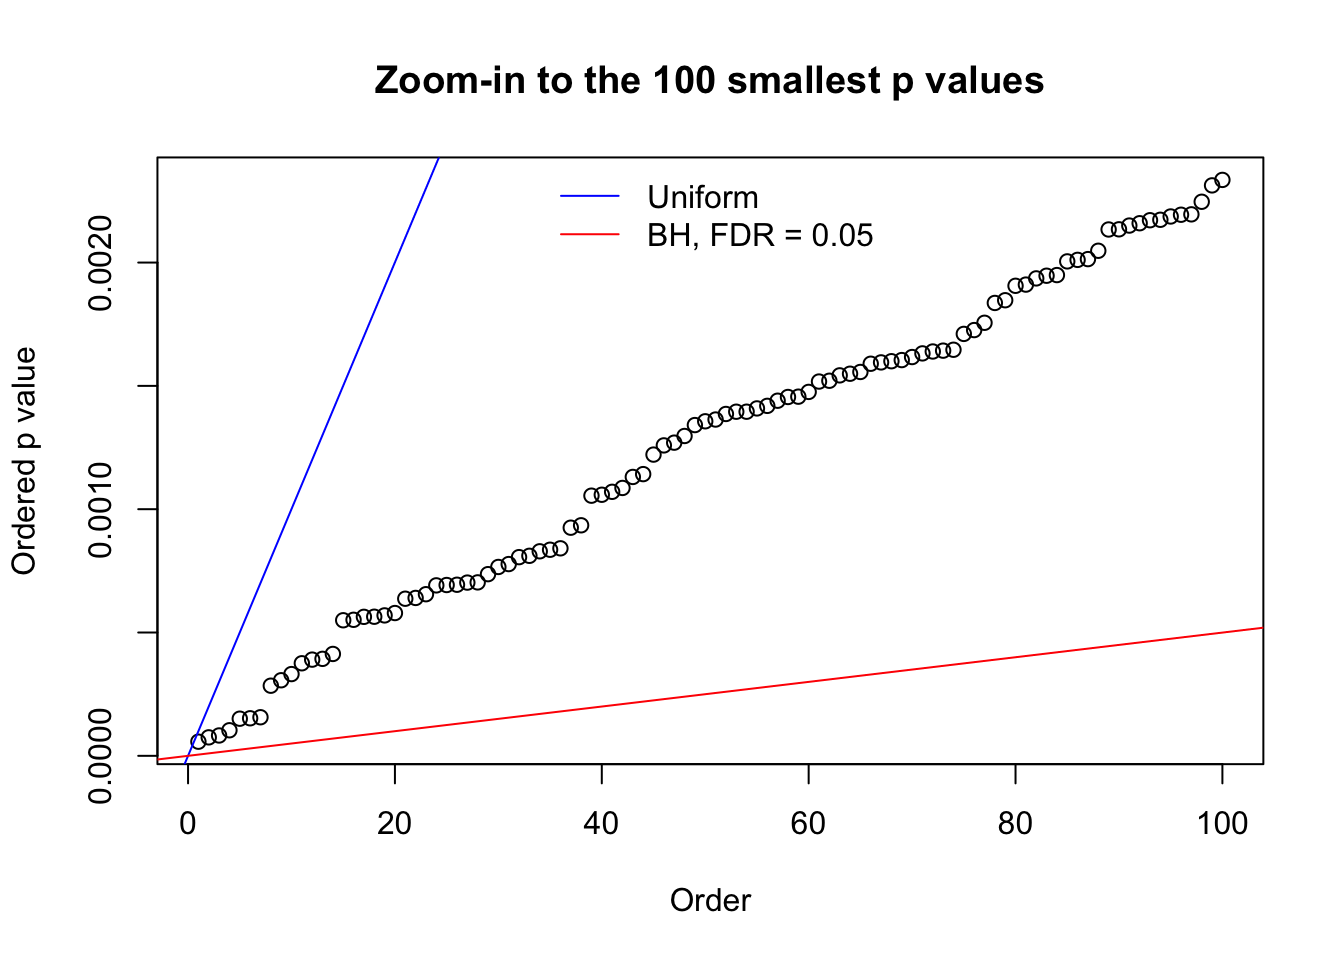 Zoom-in to the 100 smallest p values
Uniform
BH, FDR = 0.05
Ordered p value
0.0020
0.0010
0.0000
0 20 40 60 80 100
Order